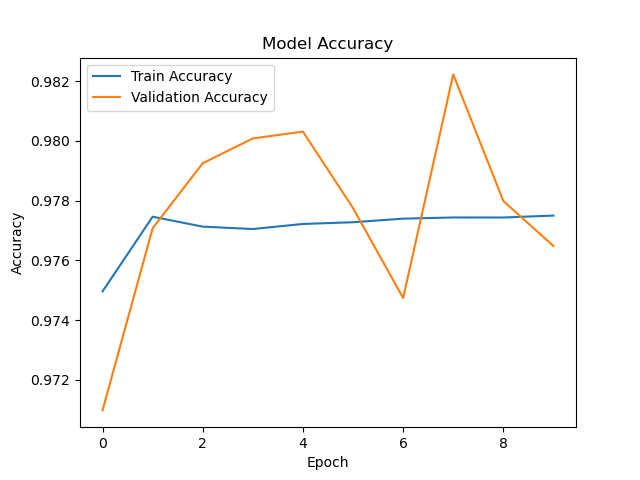 Model Accuracy
Train Accuracy
Validation Accuracy
0.982
0.980
0.978
0.976
0.974
0.972
Accuracy
0 2 4 6 8
Epoch